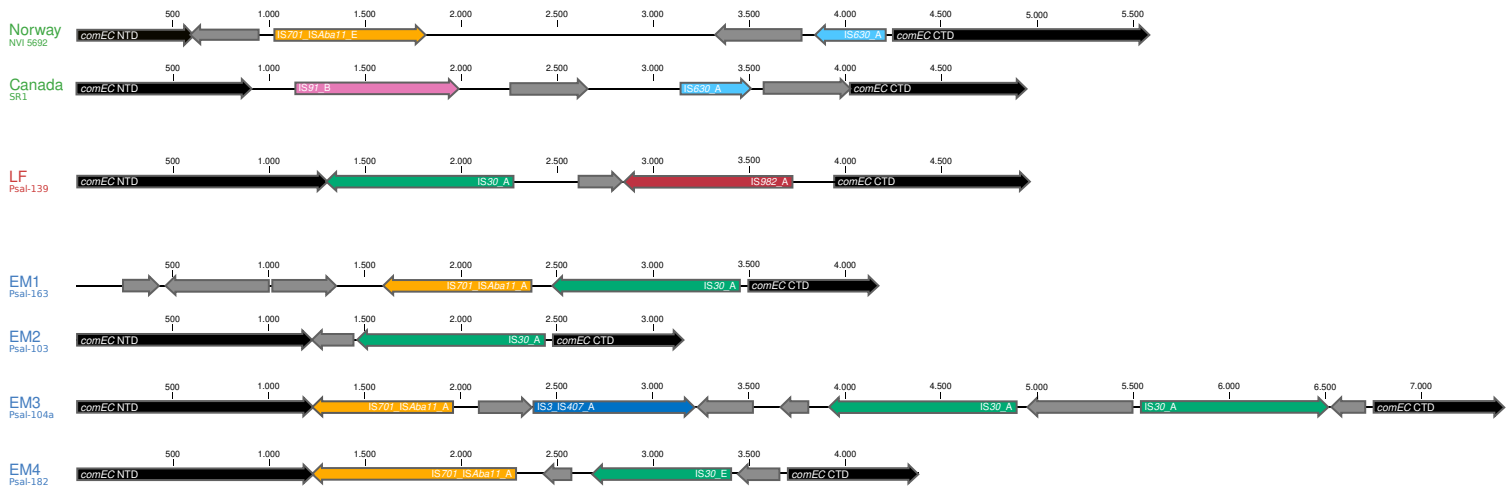 500 1.000 1.500 2.000 2.500 3.000 3.500 4.000 4.500 5.000 5.500
Norway comEC NTD IS701_ISAba11_E IS630_A comEC CTD
NVI 5692
500 1.000 1.500 2.000 2.500 3.000 3.500 4.000 4.500
Canada comEC NTD IS91_B IS630_A comEC CTD
SR1
500 1.000 1.500 2.000 2.500 3.000 3.500 4.000 4.500
LF comEC NTD IS30_A IS982_A comEC CTD
Psal-139
500 1.000 1.500 2.000 2.500 3.000 3.500 4.000
EM1 IS701_ISAba11_A IS30_A comEC CTD
Psal-163
500 1.000 1.500 2.000 2.500 3.000
EM2 comEC NTD IS30_A comEC CTD
Psal-103
500 1.000 1.500 2.000 2.500 3.000 3.500 4.000 4.500 5.000 5.500 6.000 6.500 7.000
EM3 comEC NTD IS701_ISAba11_A IS3_IS407_A IS30_A IS30_A comEC CTD
Psal-104a
500 1.000 1.500 2.000 2.500 3.000 3.500 4.000
EM4 comEC NTD IS701_ISAba11_A IS30_E comEC CTD
Psal-182